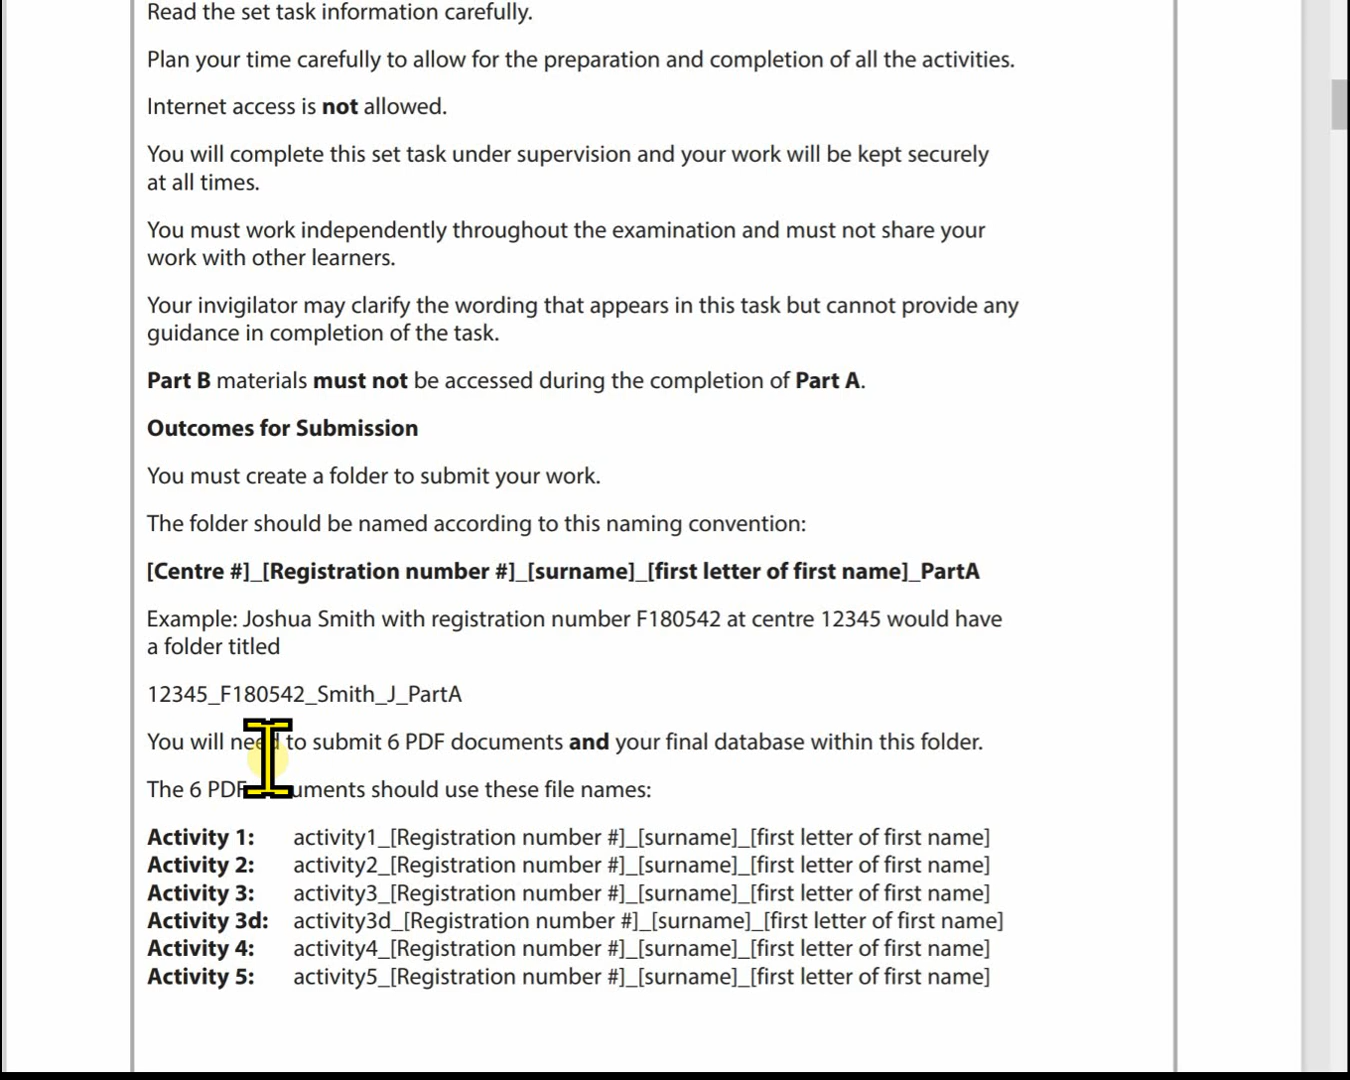 Read the set task information carefully.
Plan your time carefully to allow for the preparation and completion of all the activities.
Internet access is not allowed.
You will complete this set task under supervision and your work will be kept securely
at all times.
You must work independently throughout the examination and must not share your
work with other learners.
Your invigilator may clarify the wording that appears in this task but cannot provide any
guidance in completion of the task.
Part B materials must not be accessed during the completion of Part A.
Outcomes for Submission
You must create a folder to submit your work.
The folder should be named according to this naming convention:
[Centre #]_[Registration number #]_[surname]_[first letter of first name]_PartA
Example: Joshua Smith with registration number F180542 at centre 12345 would have
a folder titled
12345_F180542_Smith_J_PartA
You will need to submit 6 PDF documents and your final database within this folder.
The 6 PDF documents should use these file names:
Activity 1: activity1_[Registration number #]_[surname]_[first letter of first name]
Activity 2: activity2_[Registration number #]_[surname]_[first letter of first name]
Activity 3: activity3_[Registration number #]_[surname]_[first letter of first name]
Activity 3d: activity3d_[Registration number #]_[surname]_[first letter of first name]
Activity 4: activity4_[Registration number #]_[surname]_[first letter of first name]
Activity 5: activity5_[Registration number #]_[surname]_[first letter of first name]